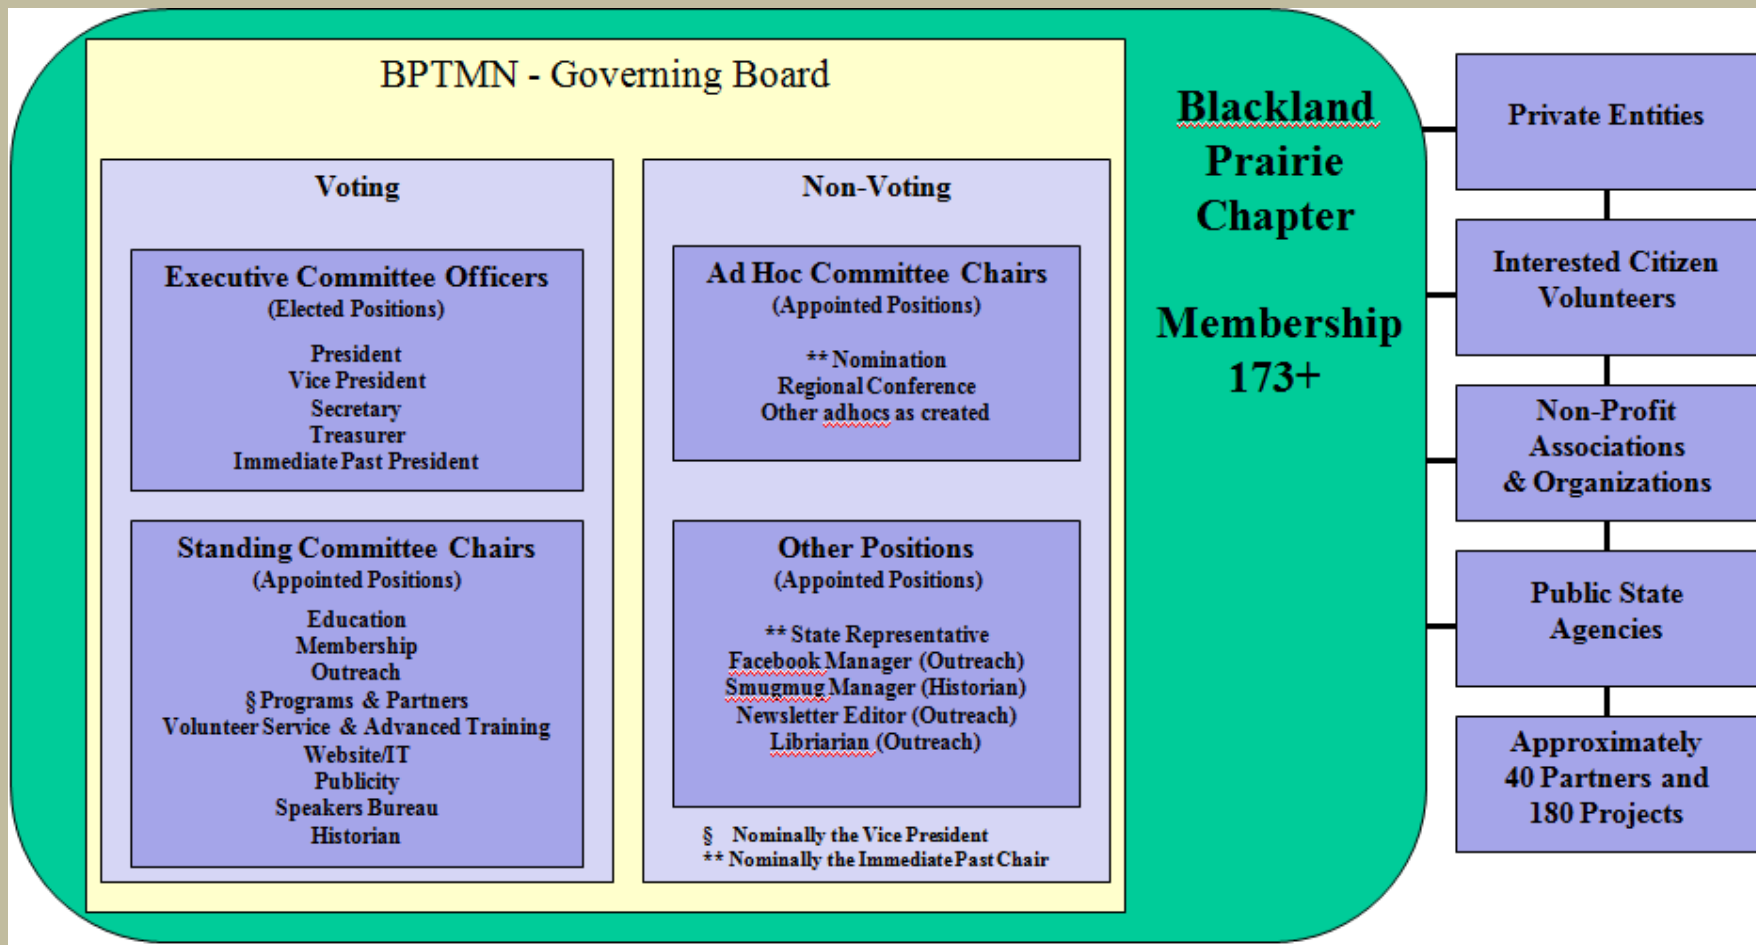 BPTMN - Governing Board
Voting
Executive Committee Officers
(Elected Positions)
President
Vice President
Secretary
Treasurer
Immediate Past President
Standing Committee Chairs
(Appointed Positions)
Education
Membership
Outreach
§ Programs & Partners
Volunteer Service & Advanced Training
Website/IT
Publicity
Speakers Bureau
Historian
Non-Voting
Ad Hoc Committee Chairs
(Appointed Positions)
** Nomination
Regional Conference
Other adhocs as created
Other Positions
(Appointed Positions)
** State Representative
Facebook Manager (Outreach)
Smugmug Manager (Historian)
Newsletter Editor (Outreach)
Libriarian (Outreach)
§ Nominally the Vice President
** Nominally the Immediate Past Chair
Blackland
Prairie
Chapter
Membership
173+
Private Entities
Interested Citizen
Volunteers
Non-Profit
Associations
& Organizations
Public State
Agencies
Approximately
40 Partners and
180 Projects